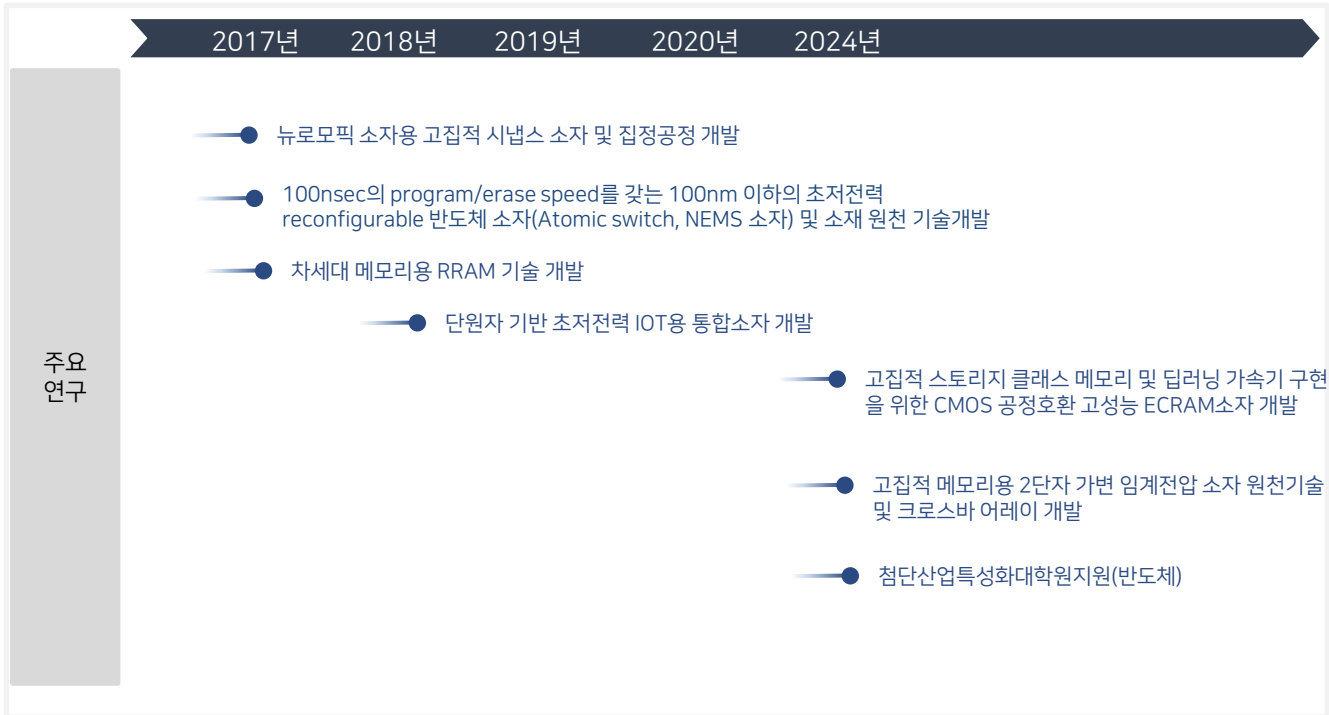 2017년 2018년 2019년 2020년 2024년
주요
연구
뉴로모픽 소자용 고집적 시냅스 소자 및 집정공정 개발
100nsec의 program/erase speed를 갖는 100nm 이하의 초저전력
reconfigurable 반도체 소자(Atomic switch, NEMS 소자) 및 소재 원천 기술개발
차세대 메모리용 RRAM 기술 개발
단원자 기반 초저전력 IOT용 통합소자 개발
고집적 스토리지 클래스 메모리 및 딥러닝 가속기 구현
을 위한 CMOS 공정호환 고성능 ECRAM소자 개발
고집적 메모리용 2단자 가변 임계전압 소자 원천기술
및 크로스바 어레이 개발
첨단산업특성화대학원지원(반도체)